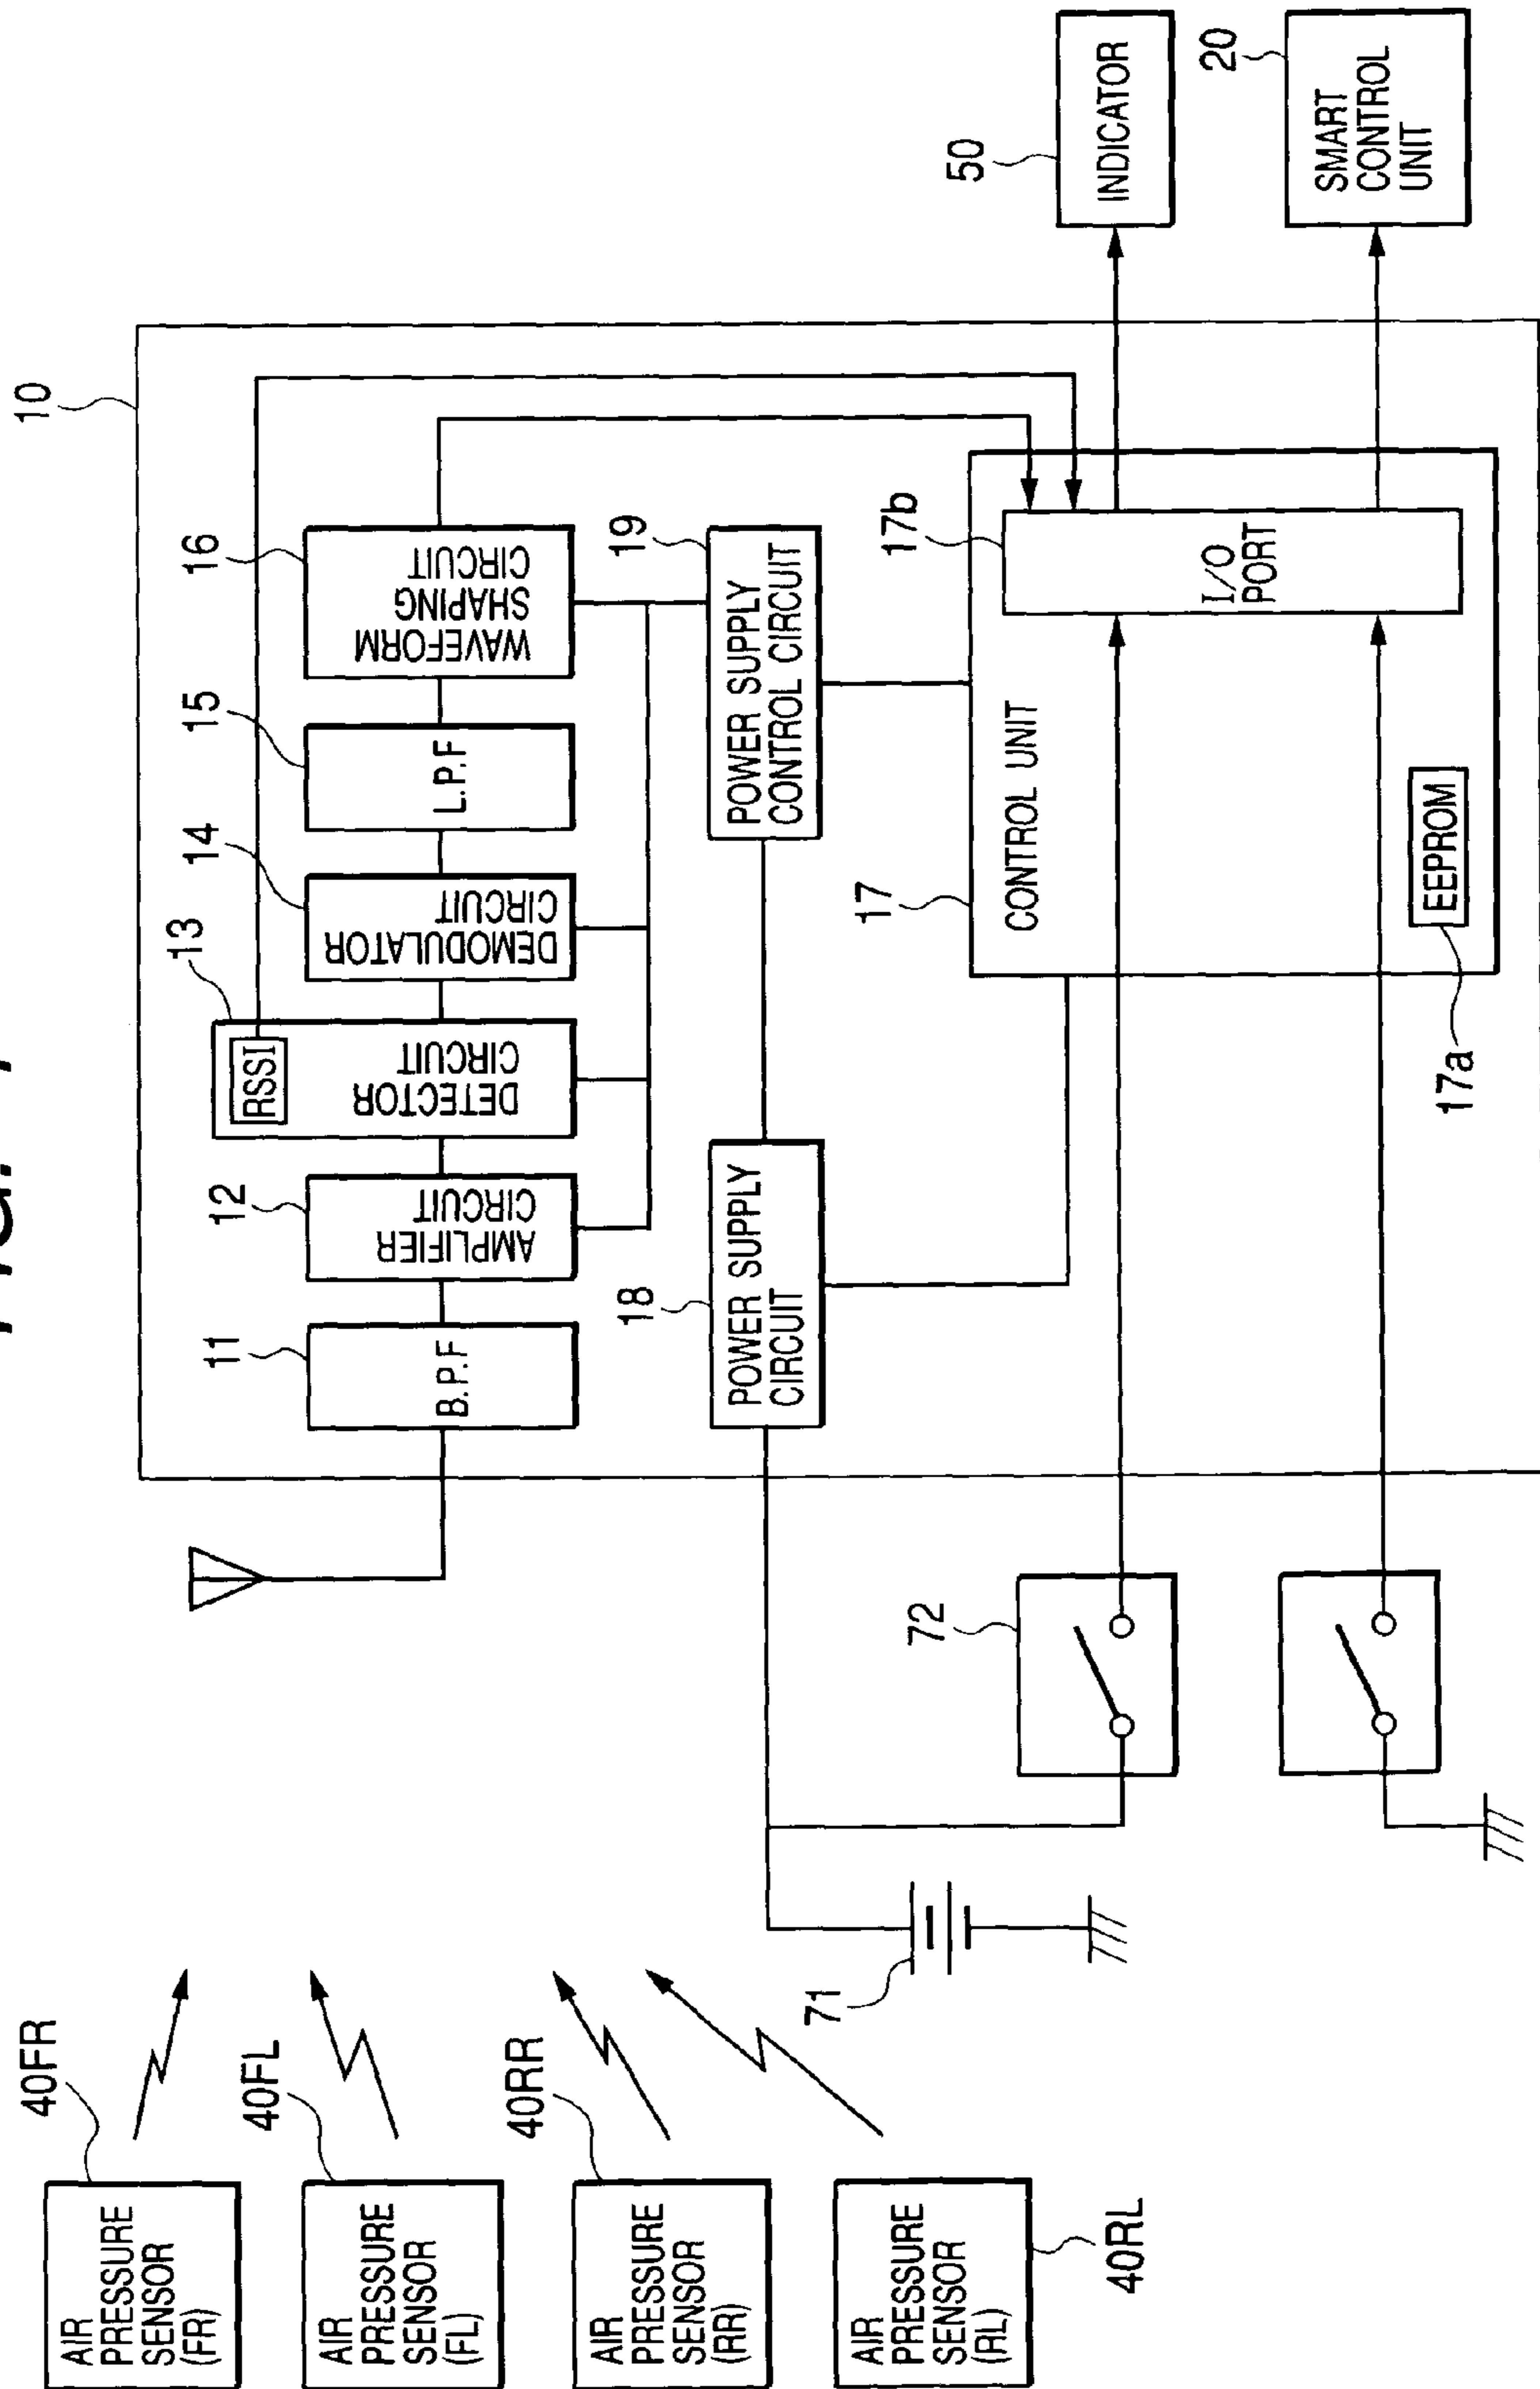 10
40FR
AIR
PRESSURE
SENSOR
(FR)
40FL
AIR
PRESSURE
SENSOR
(FL)
40RR
AIR
PRESSURE
SENSOR
(RR)
AIR
PRESSURE
SENSOR
(RL)
40RL
11
B.P.F
12
AMPLIFIER
CIRCUIT
13
RSSI
DETECTOR
CIRCUIT
14
DEMODULATOR
CIRCUIT
15
L.P.F
16
WAVEFORM
SHAPING
CIRCUIT
18
POWER SUPPLY
CIRCUIT
19
POWER SUPPLY
CONTROL CIRCUIT
71
72
17
CONTROL UNIT
17b
I/O
PORT
EEPROM
17a
50
INDICATOR
20
SMART
CONTROL
UNIT